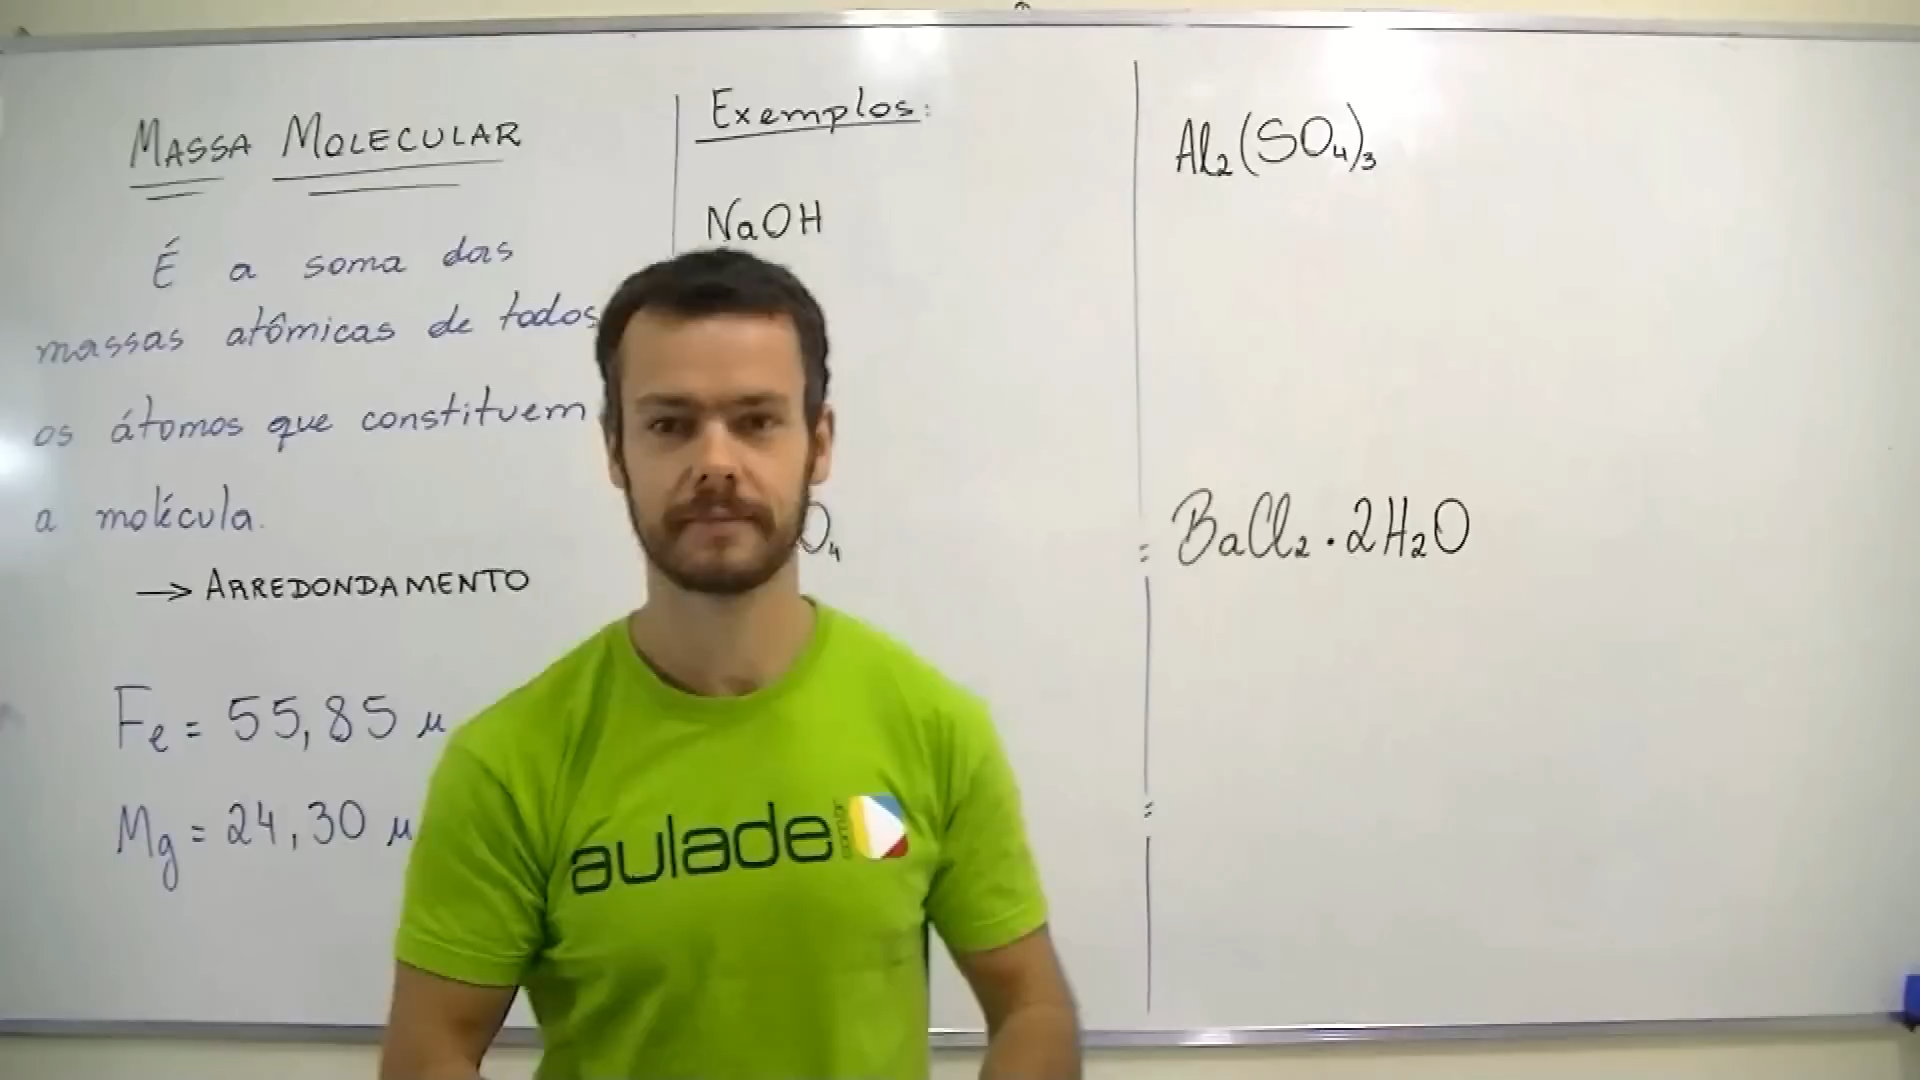 MASSA MOLECULAR
É a soma das
massas atômicas de todos
os átomos que constituem
a molécula.
→ ARREDONDAMENTO
Fe = 55,85 u
Mg = 24,30 u
Exemplos:
NaOH
O₄
Al₂(SO₄)₃
BaCl₂·2H₂O
aulade